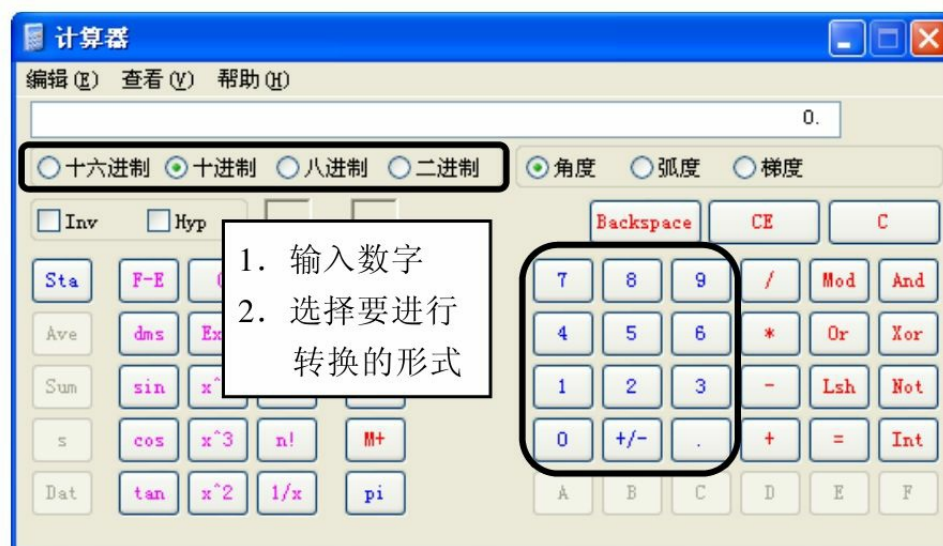 计算器
编辑(E) 查看(V) 帮助(H)
0.
十六进制 十进制 八进制 二进制 角度 弧度 梯度
Inv Hyp Backspace CE C
1. 输入数字
2. 选择要进行
转换的形式
Sta F-E 7 8 9 / Mod And
Ave dms Ex 4 5 6 * Or Xor
Sum sin x^ 1 2 3 - Lsh Not
s cos x^3 n! M+ 0 +/- . + = Int
Dat tan x^2 1/x pi A B C D E F